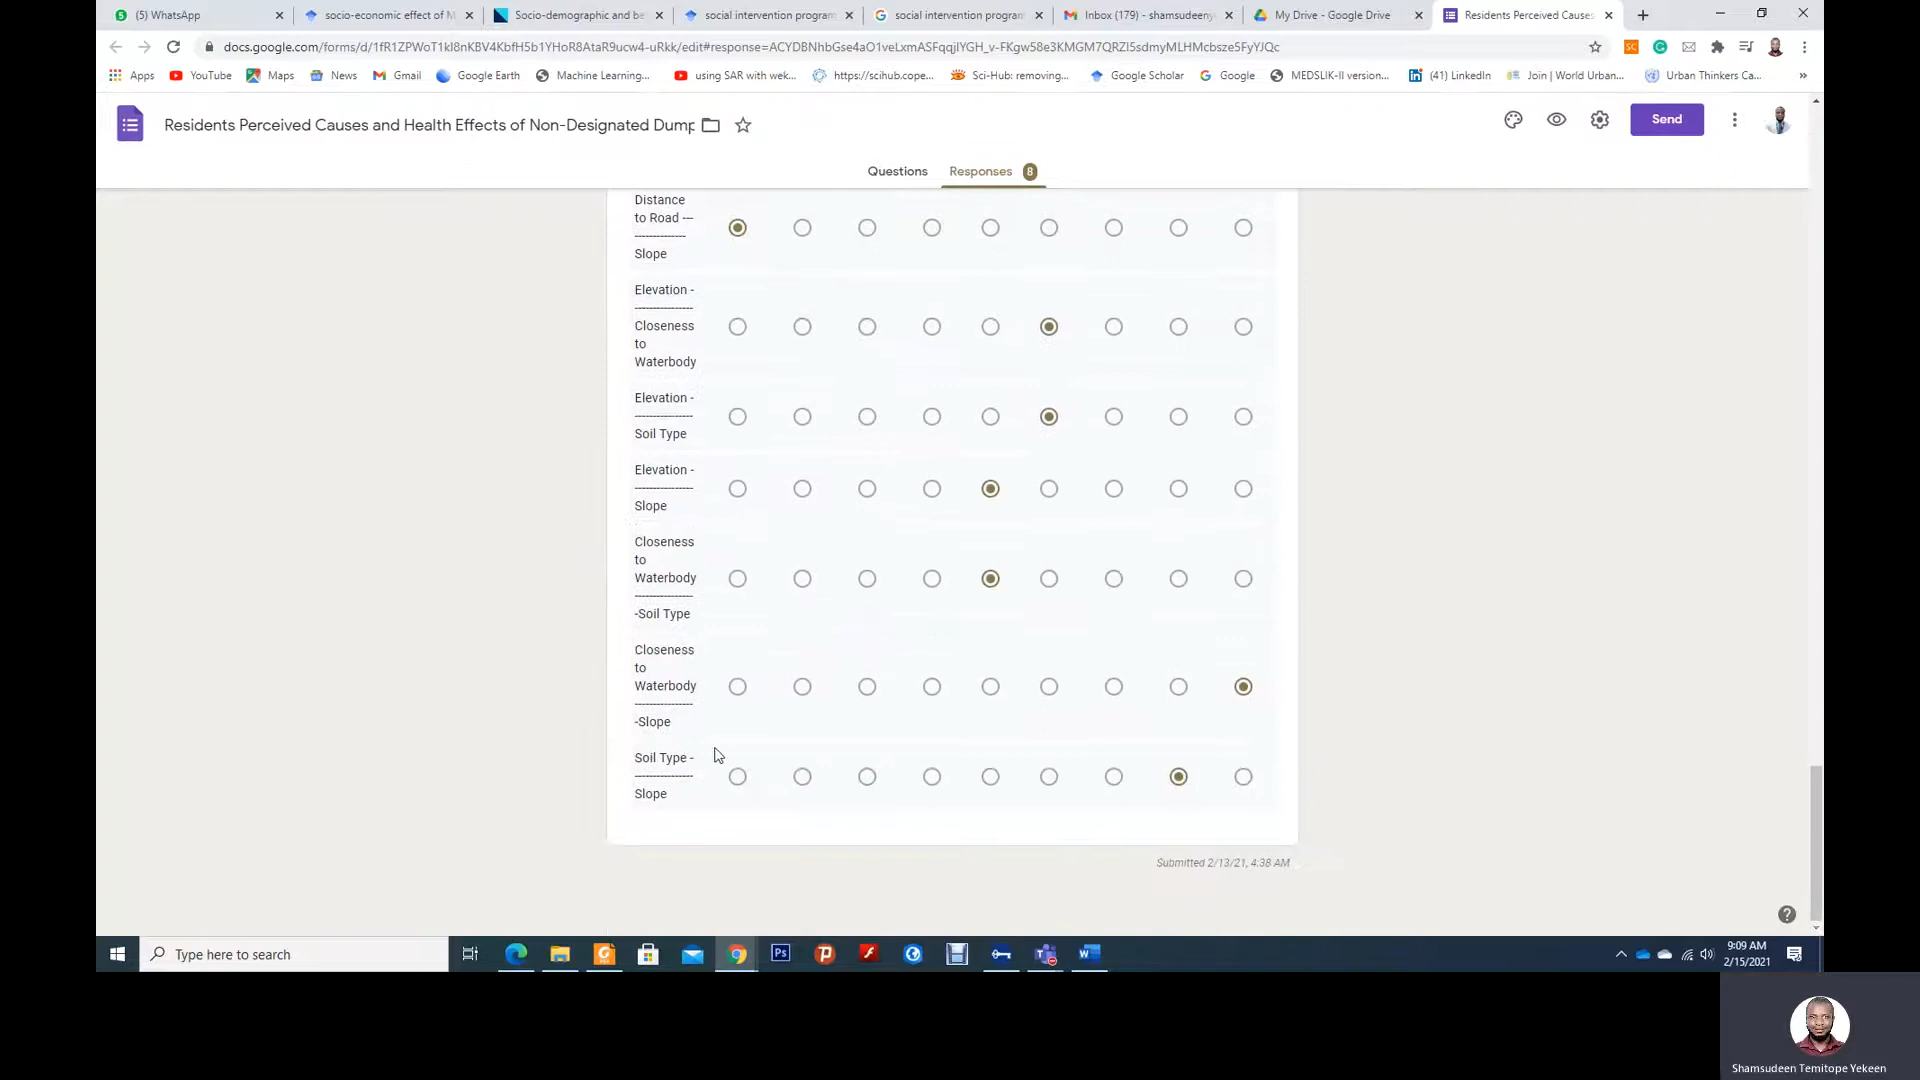 (5) WhatsApp
socio-economic effect of M
Socio-demographic and be
social intervention program
social intervention program
Inbox (179) - shamsudeeny
My Drive - Google Drive
Residents Perceived Causes
docs.google.com/forms/d/1fR1ZPWoT1kI8nKBV4KbfH5b1YHoR8AtaR9ucw4-uRkk/edit#response=ACYDBNhbGse4aO1veLxmASFqqjlYGH_v-FKgw58e3KMGM7QRZI5sdmyMLHMcbsze5FyYJQc
Apps
YouTube
Maps
News
Gmail
Google Earth
Machine Learning...
using SAR with wek...
https://scihub.cope...
Sci-Hub: removing...
Google Scholar
Google
MEDSLIK-II version...
(41) LinkedIn
Join | World Urban...
Urban Thinkers Ca...
»
Residents Perceived Causes and Health Effects of Non-Designated Dump
Send
Questions
Responses 8
Distance
to Road ---
---------------
Slope
Elevation -
-----------------
Closeness
to
Waterbody
Elevation -
-----------------
Soil Type
Elevation -
-----------------
Slope
Closeness
to
Waterbody
-----------------
-Soil Type
Closeness
to
Waterbody
-----------------
-Slope
Soil Type -
-----------------
Slope
Submitted 2/13/21, 4:38 AM
Type here to search
9:09 AM
2/15/2021
Shamsudeen Temitope Yekeen